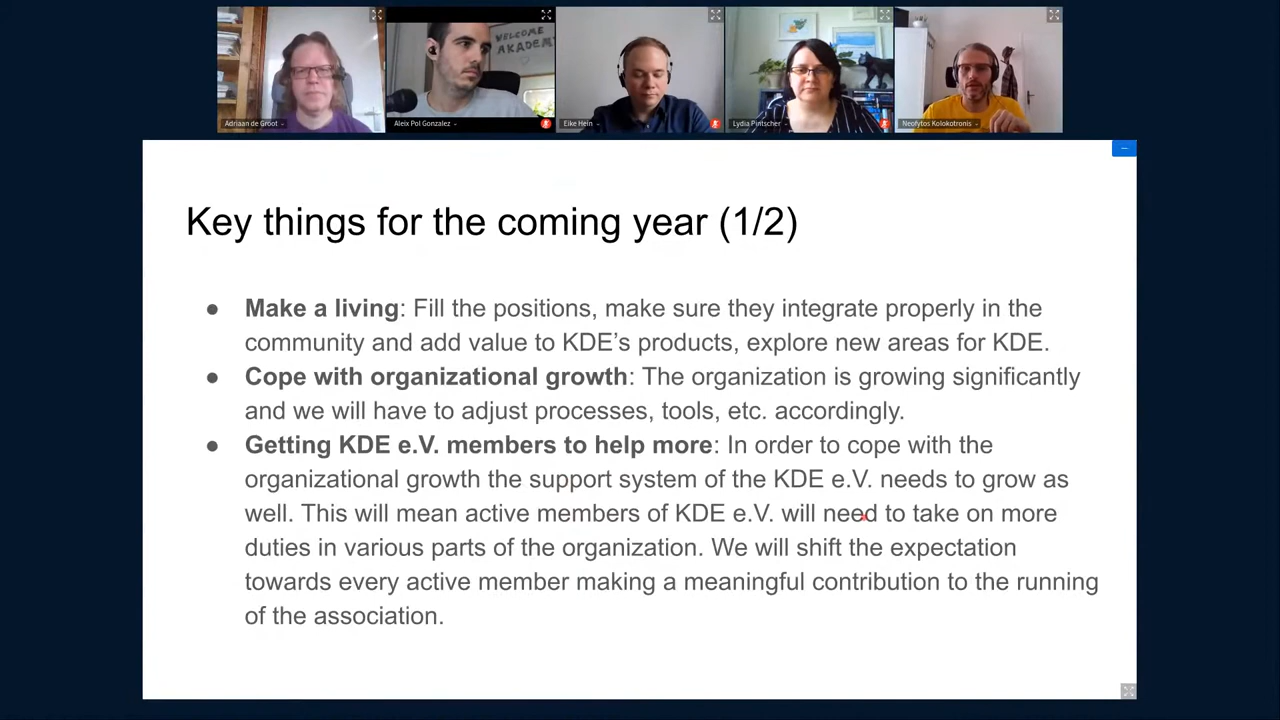 WELCOME
AKADEMY
Adriaan de Groot
Aleix Pol Gonzalez
Eike Hein
Lydia Pintscher
Neofytos Kolokotronis
Key things for the coming year (1/2)
● Make a living: Fill the positions, make sure they integrate properly in the
community and add value to KDE’s products, explore new areas for KDE.
● Cope with organizational growth: The organization is growing significantly
and we will have to adjust processes, tools, etc. accordingly.
● Getting KDE e.V. members to help more: In order to cope with the
organizational growth the support system of the KDE e.V. needs to grow as
well. This will mean active members of KDE e.V. will need to take on more
duties in various parts of the organization. We will shift the expectation
towards every active member making a meaningful contribution to the running
of the association.